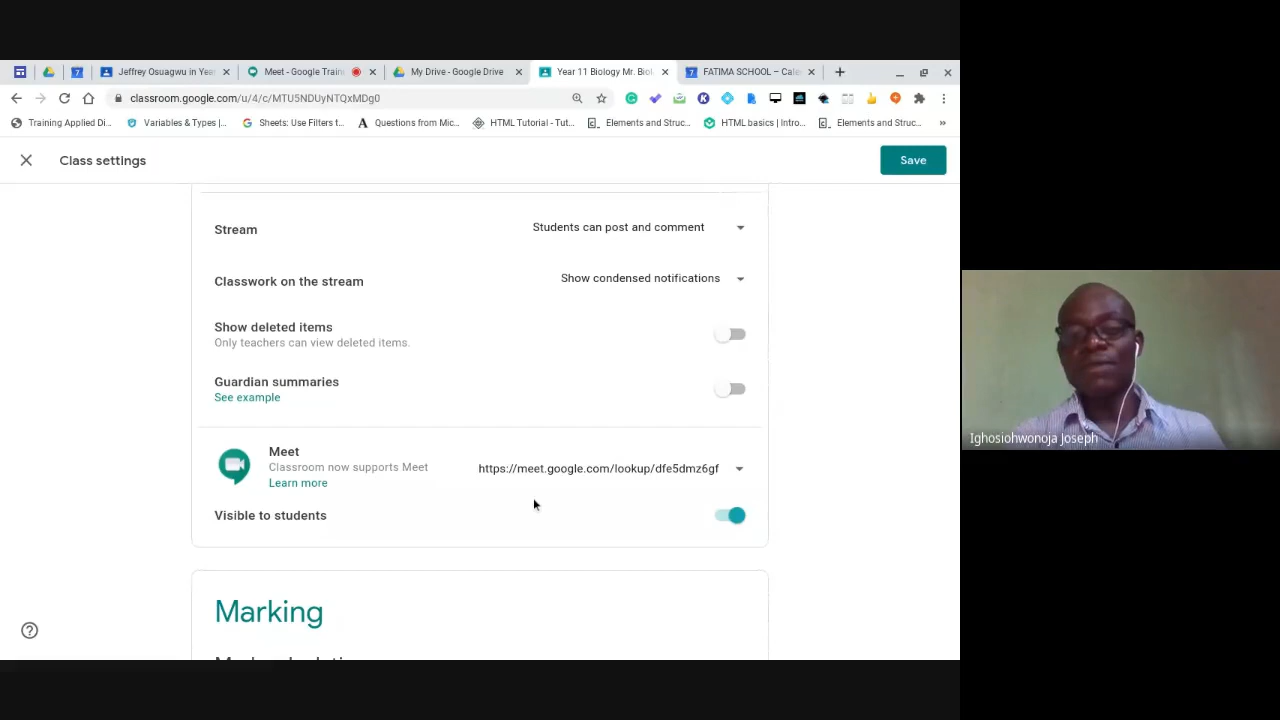 Jeffrey Osuagwu in Year
Meet - Google Traini
My Drive - Google Drive
Year 11 Biology Mr. Biol
FATIMA SCHOOL – Cale
classroom.google.com/u/4/c/MTU5NDUyNTQxMDg0
Training Applied Di...
Variables & Types |...
Sheets: Use Filters t...
Questions from Mic...
HTML Tutorial - Tut...
Elements and Struc...
HTML basics | Intro...
Elements and Struc...
Class settings
Save
Stream
Students can post and comment
Classwork on the stream
Show condensed notifications
Show deleted items
Only teachers can view deleted items.
Guardian summaries
See example
Meet
Classroom now supports Meet
Learn more
https://meet.google.com/lookup/dfe5dmz6gf
Visible to students
Marking
Ighosiohwonoja Joseph